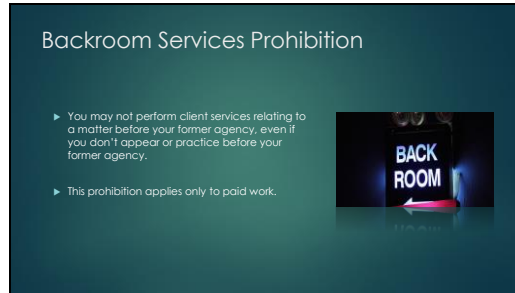 Backroom Services Prohibition
You may not perform client services relating to
a matter before your former agency, even if
you don't appear or practice before your
former agency.
This prohibition applies only to paid work.
BACK
ROOM